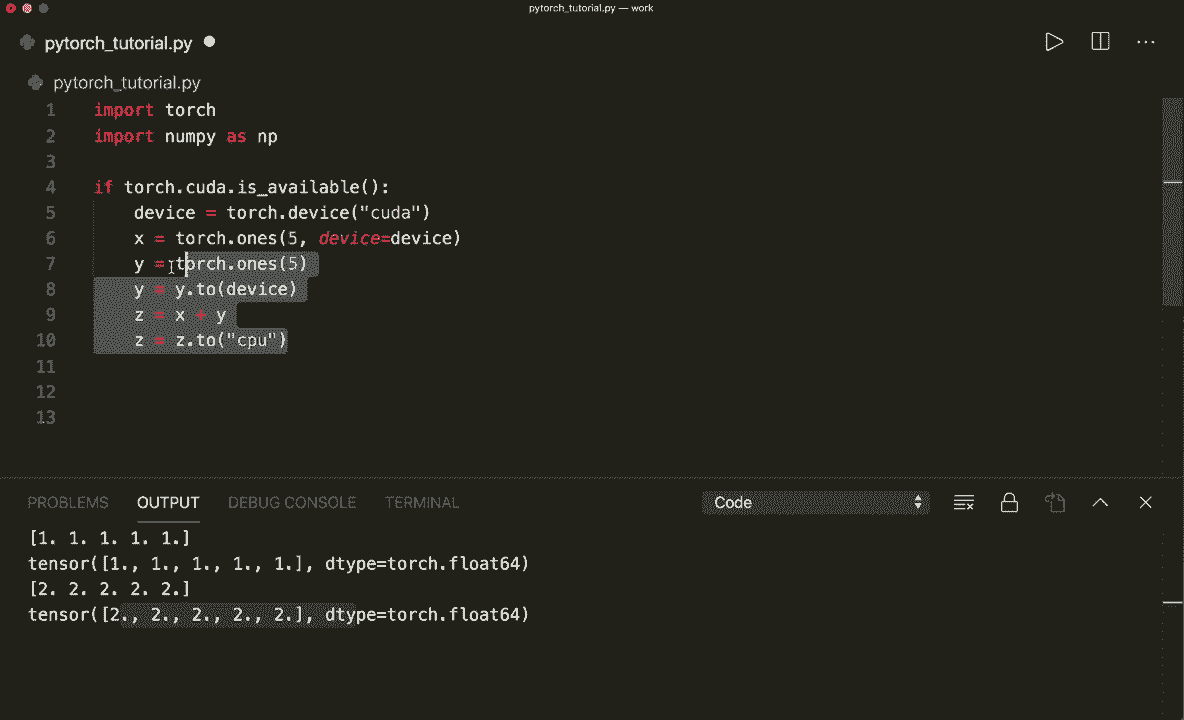 pytorch_tutorial.py — work
pytorch_tutorial.py
pytorch_tutorial.py
1 import torch
2 import numpy as np
3
4 if torch.cuda.is_available():
5 device = torch.device("cuda")
6 x = torch.ones(5, device=device)
7 y = torch.ones(5)
8 y = y.to(device)
9 z = x + y
10 z = z.to("cpu")
11
12
13
PROBLEMS OUTPUT DEBUG CONSOLE TERMINAL Code
[1. 1. 1. 1. 1.]
tensor([1., 1., 1., 1., 1.], dtype=torch.float64)
[2. 2. 2. 2. 2.]
tensor([2., 2., 2., 2., 2.], dtype=torch.float64)